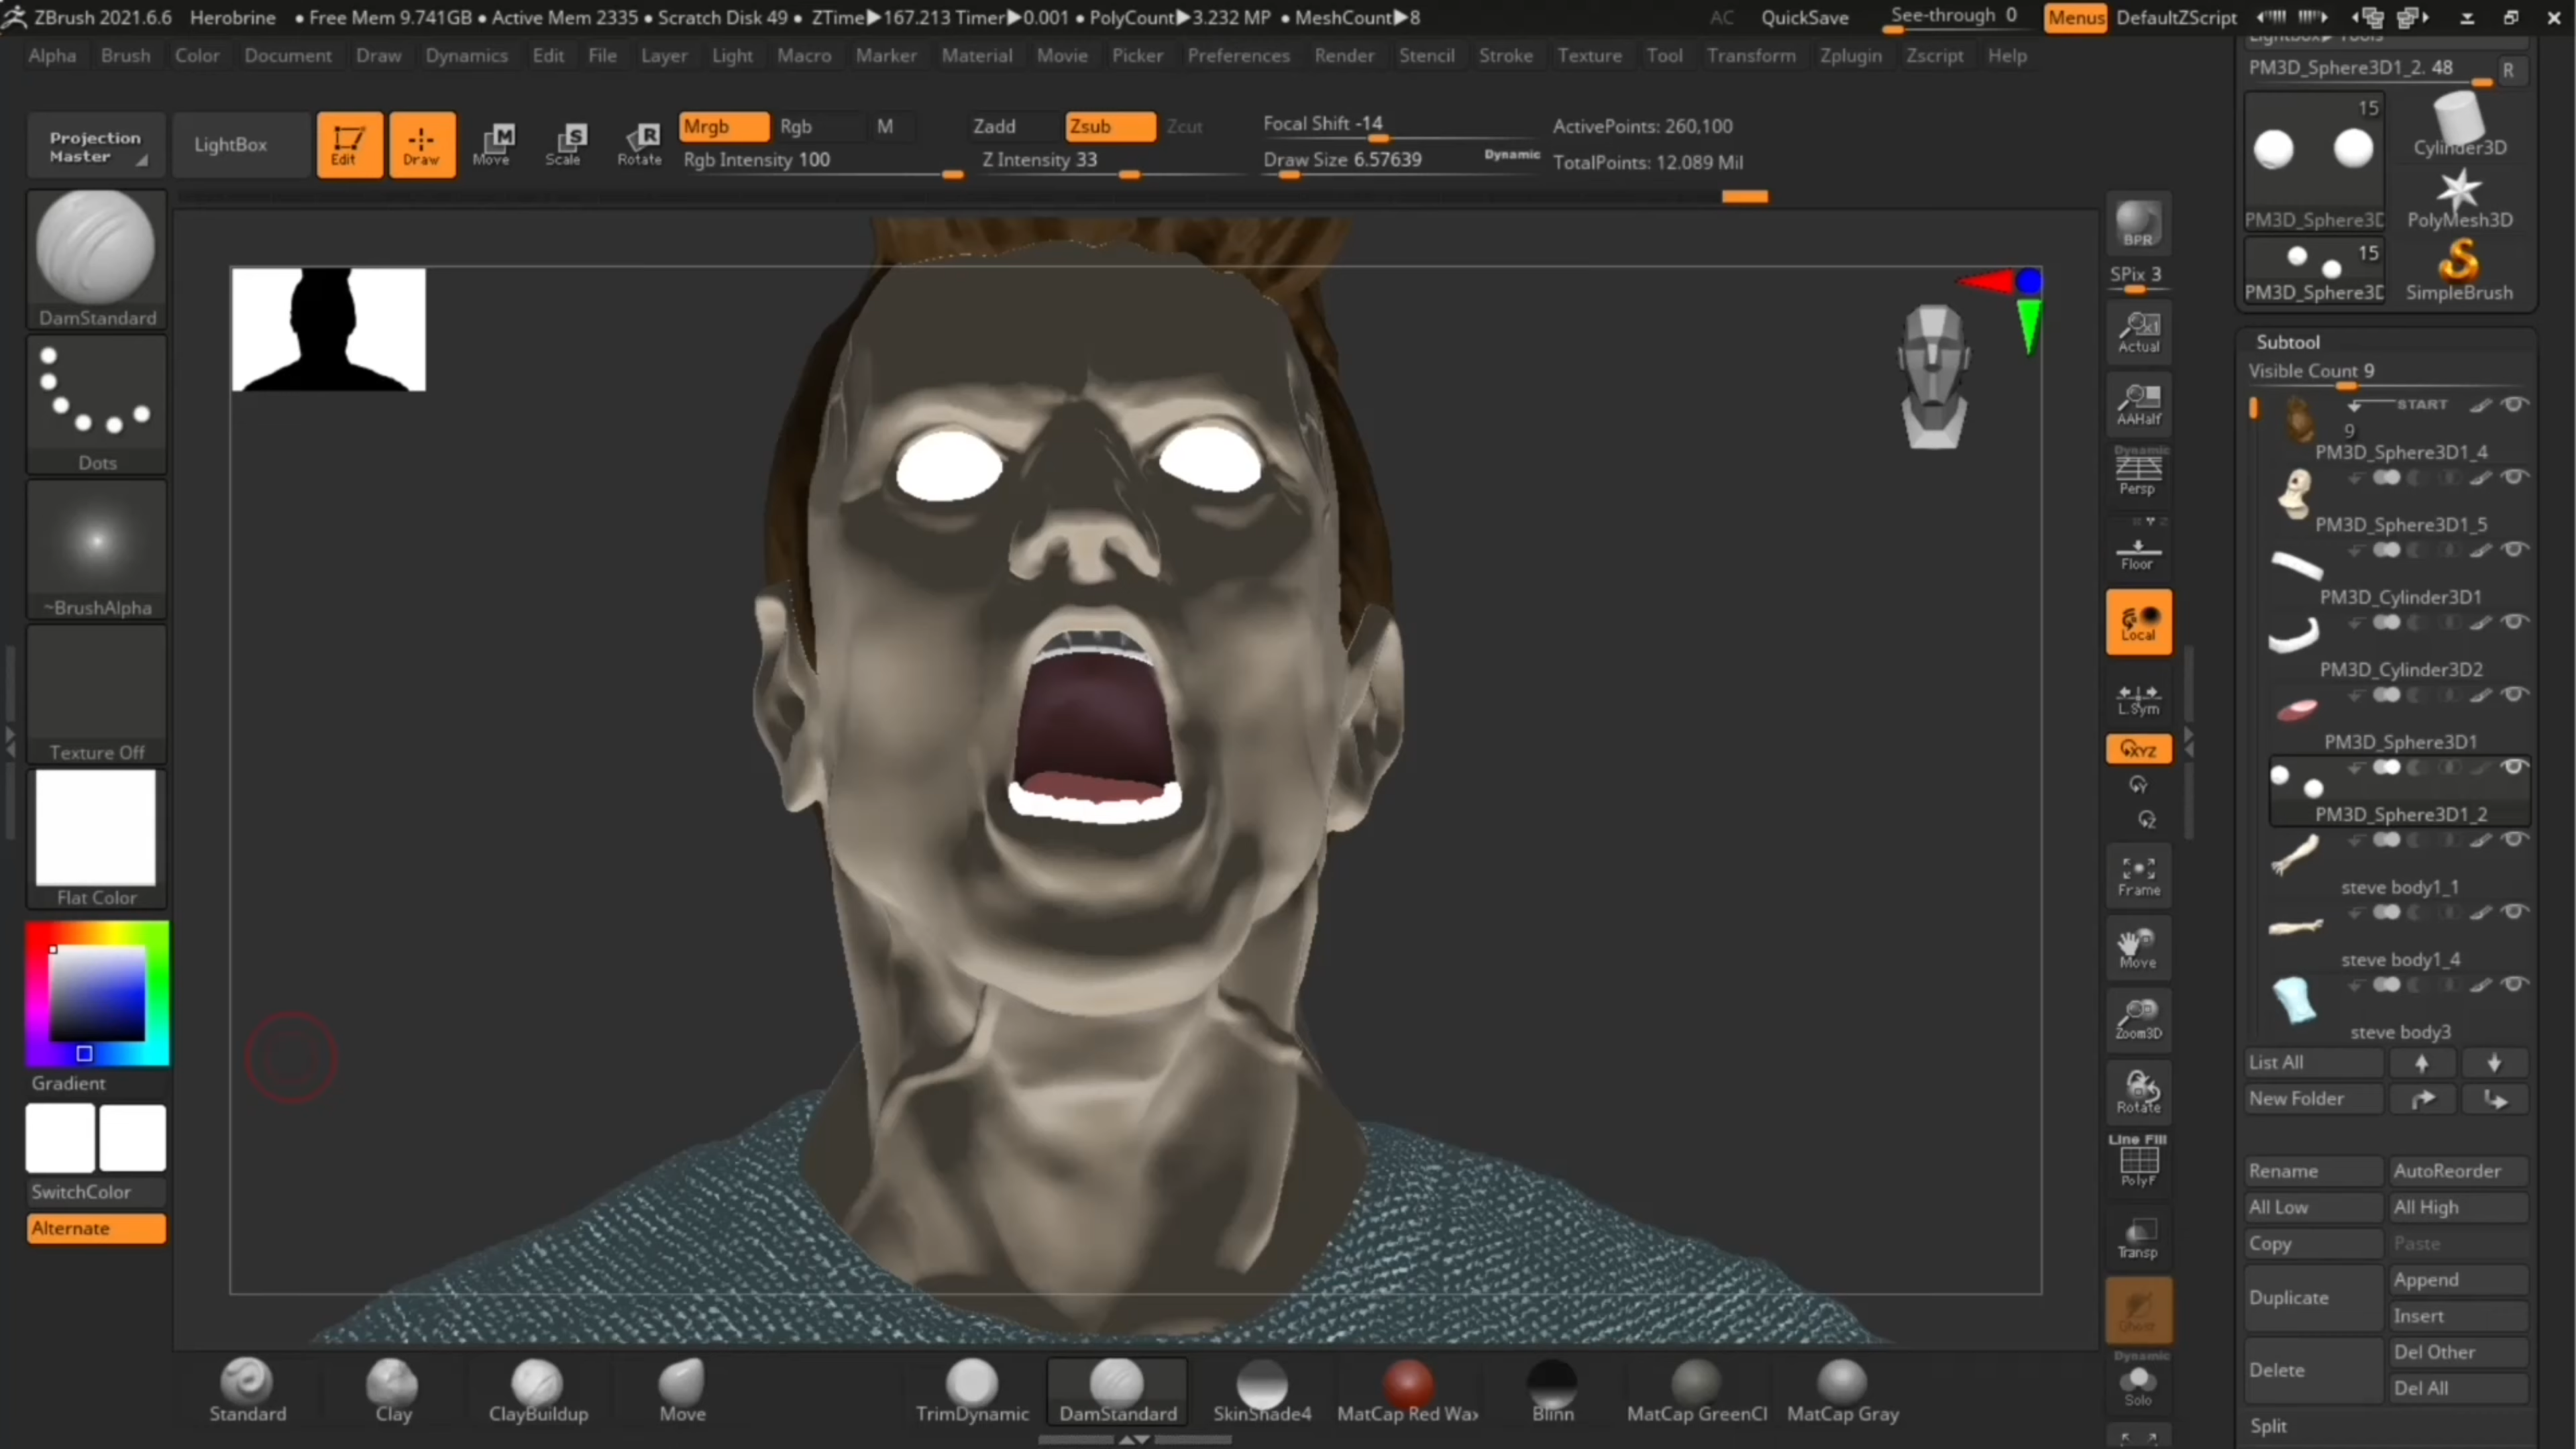 ZBrush 2021.6.6 Herobrine • Free Mem 9.741GB • Active Mem 2335 • Scratch Disk 49 • ZTime▶167.213 Timer▶0.001 • PolyCount▶3.232 MP • MeshCount▶8 AC QuickSave See-through 0 Menus DefaultZScript
Alpha Brush Color Document Draw Dynamics Edit File Layer Light Macro Marker Material Movie Picker Preferences Render Stencil Stroke Texture Tool Transform Zplugin Zscript Help
Projection Master
LightBox
Edit
Draw
Move
Scale
Rotate
Mrgb Rgb M
Rgb Intensity 100
Zadd Zsub Zcut
Z Intensity 33
Focal Shift -14
Draw Size 6.57639
Dynamic
ActivePoints: 260,100
TotalPoints: 12.089 Mil
DamStandard
Dots
~BrushAlpha
Texture Off
Flat Color
Gradient
SwitchColor
Alternate
BPR
SPix 3
Actual
AAHalf
Dynamic
Persp
Floor
Local
L.Sym
XYZ
Frame
Move
Zoom3D
Rotate
Line Fill
PolyF
Transp
Ghost
Dynamic
Solo
LightBox▶ Tools
PM3D_Sphere3D1_2. 48 R
15
PM3D_Sphere3D
Cylinder3D
PolyMesh3D
15
PM3D_Sphere3D
SimpleBrush
Subtool
Visible Count 9
START
9
PM3D_Sphere3D1_4
PM3D_Sphere3D1_5
PM3D_Cylinder3D1
PM3D_Cylinder3D2
PM3D_Sphere3D1
PM3D_Sphere3D1_2
steve body1_1
steve body1_4
steve body3
List All
New Folder
Rename AutoReorder
All Low All High
Copy Paste
Duplicate
Append
Insert
Delete
Del Other
Del All
Split
Standard
Clay
ClayBuildup
Move
TrimDynamic
DamStandard
SkinShade4
MatCap Red Wax
Blinn
MatCap GreenCl
MatCap Gray